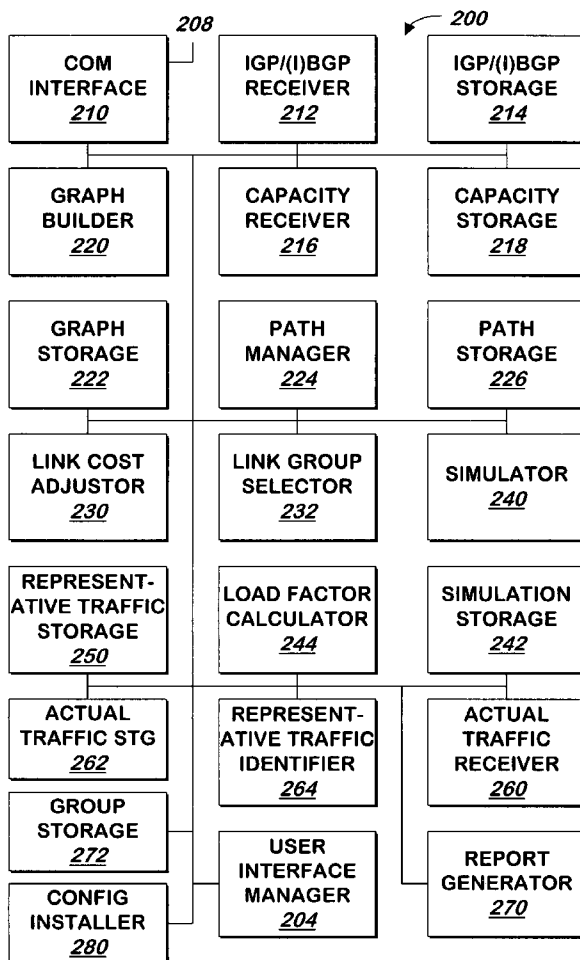 208
200
COM
INTERFACE
210
IGP/(I)BGP
RECEIVER
212
IGP/(I)BGP
STORAGE
214
GRAPH
BUILDER
220
CAPACITY
RECEIVER
216
CAPACITY
STORAGE
218
GRAPH
STORAGE
222
PATH
MANAGER
224
PATH
STORAGE
226
LINK COST
ADJUSTOR
230
LINK GROUP
SELECTOR
232
SIMULATOR
240
REPRESENT-
ATIVE TRAFFIC
STORAGE
250
LOAD FACTOR
CALCULATOR
244
SIMULATION
STORAGE
242
ACTUAL
TRAFFIC STG
262
REPRESENT-
ATIVE TRAFFIC
IDENTIFIER
264
ACTUAL
TRAFFIC
RECEIVER
260
GROUP
STORAGE
272
USER
INTERFACE
MANAGER
204
REPORT
GENERATOR
270
CONFIG
INSTALLER
280